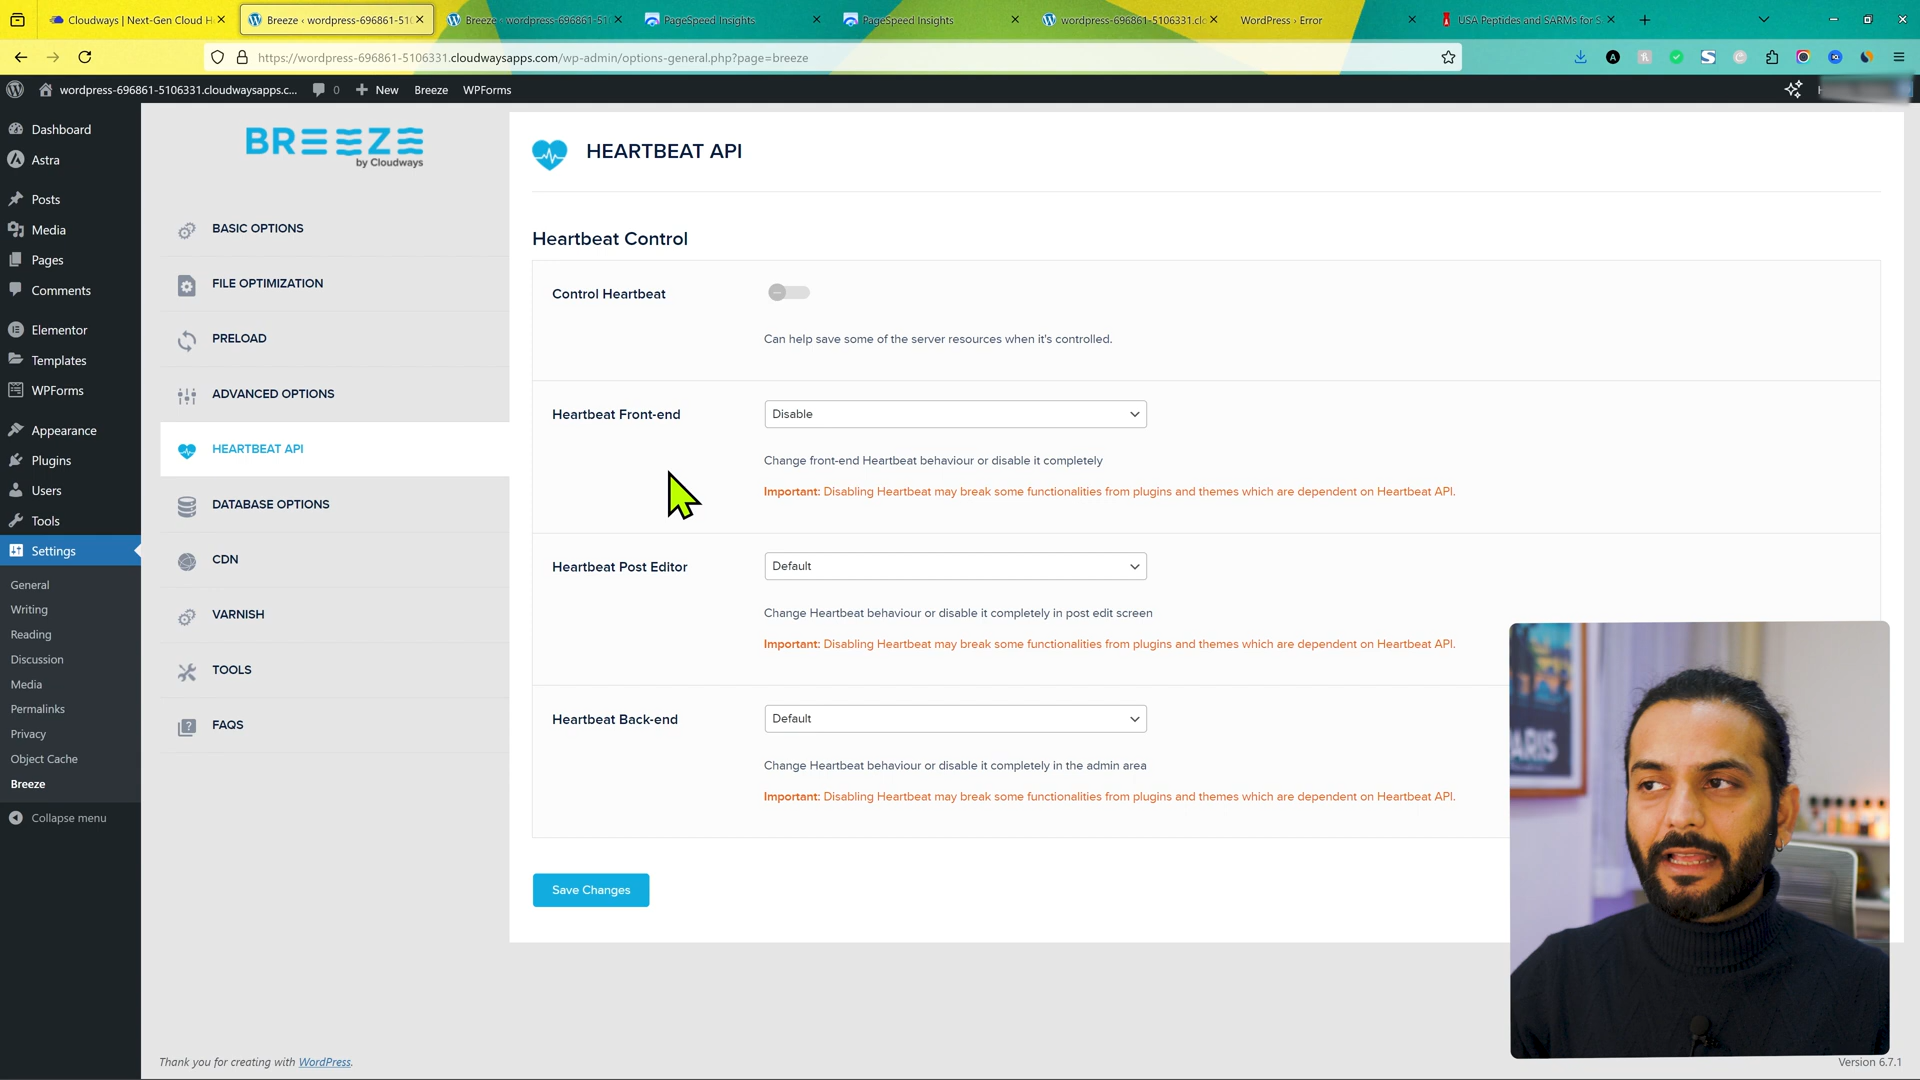 Cloudways | Next-Gen Cloud H
Breeze ‹ wordpress-696861-51
Breeze ‹ wordpress-696861-51
PageSpeed Insights
PageSpeed Insights
wordpress-696861-5106331.clo
WordPress › Error
USA Peptides and SARMs for S
https://wordpress-696861-5106331.cloudwaysapps.com/wp-admin/options-general.php?page=breeze
wordpress-696861-5106331.cloudwaysapps.c...
0
New
Breeze
WPForms
Dashboard
Astra
Posts
Media
Pages
Comments
Elementor
Templates
WPForms
Appearance
Plugins
Users
Tools
Settings
General
Writing
Reading
Discussion
Media
Permalinks
Privacy
Object Cache
Breeze
Collapse menu
BREEZE
by Cloudways
BASIC OPTIONS
FILE OPTIMIZATION
PRELOAD
ADVANCED OPTIONS
HEARTBEAT API
DATABASE OPTIONS
CDN
VARNISH
TOOLS
FAQS
HEARTBEAT API
Heartbeat Control
Control Heartbeat
Can help save some of the server resources when it's controlled.
Heartbeat Front-end
Disable
Change front-end Heartbeat behaviour or disable it completely
Important: Disabling Heartbeat may break some functionalities from plugins and themes which are dependent on Heartbeat API.
Heartbeat Post Editor
Default
Change Heartbeat behaviour or disable it completely in post edit screen
Important: Disabling Heartbeat may break some functionalities from plugins and themes which are dependent on Heartbeat API.
Heartbeat Back-end
Default
Change Heartbeat behaviour or disable it completely in the admin area
Important: Disabling Heartbeat may break some functionalities from plugins and themes which are dependent on Heartbeat API.
Save Changes
PARIS
Thank you for creating with WordPress.
Version 6.7.1